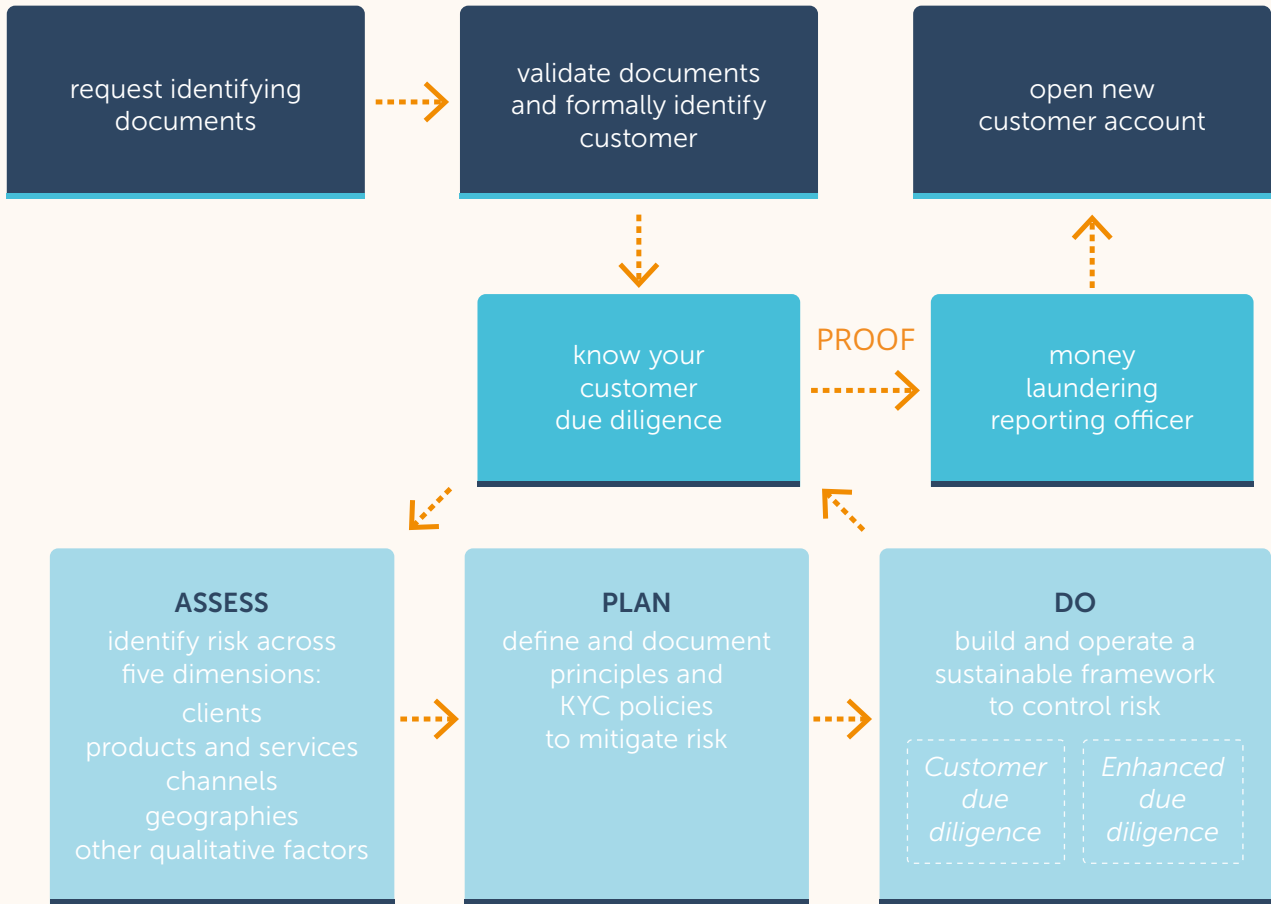 request identifying
documents
validate documents
and formally identify
customer
open new
customer account
know your
customer
due diligence
PROOF
money
laundering
reporting officer
ASSESS
identify risk across
five dimensions:
clients
products and services
channels
geographies
other qualitative factors
PLAN
define and document
principles and
KYC policies
to mitigate risk
DO
build and operate a
sustainable framework
to control risk
Customer
due
diligence
Enhanced
due
diligence